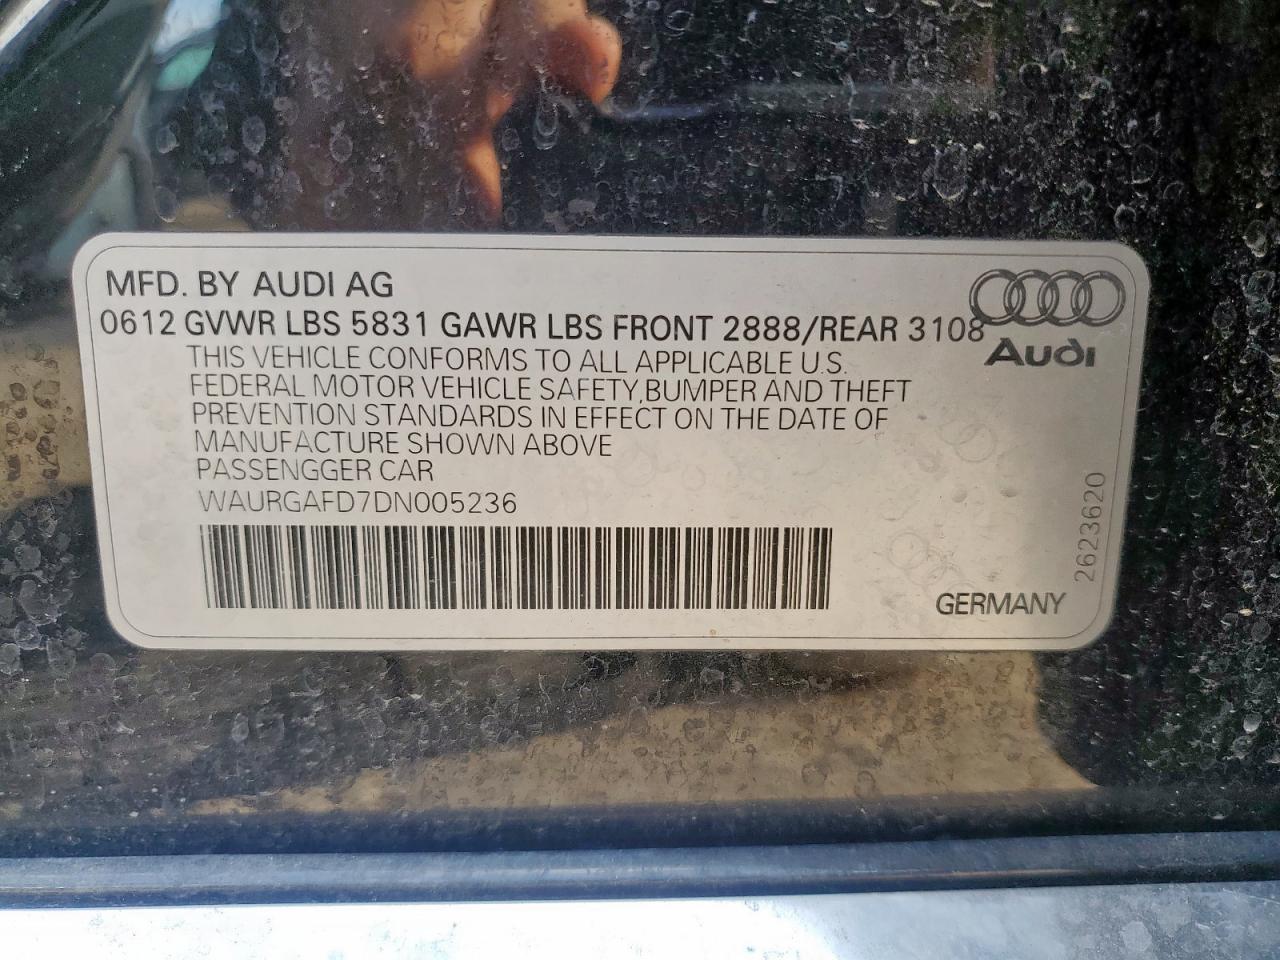 MFD. BY AUDI AG
0612 GVWR LBS 5831 GAWR LBS FRONT 2888/REAR 3108
Audi
THIS VEHICLE CONFORMS TO ALL APPLICABLE U.S.
FEDERAL MOTOR VEHICLE SAFETY,BUMPER AND THEFT
PREVENTION STANDARDS IN EFFECT ON THE DATE OF
MANUFACTURE SHOWN ABOVE
PASSENGGER CAR
WAURGAFD7DN005236
GERMANY
2623620